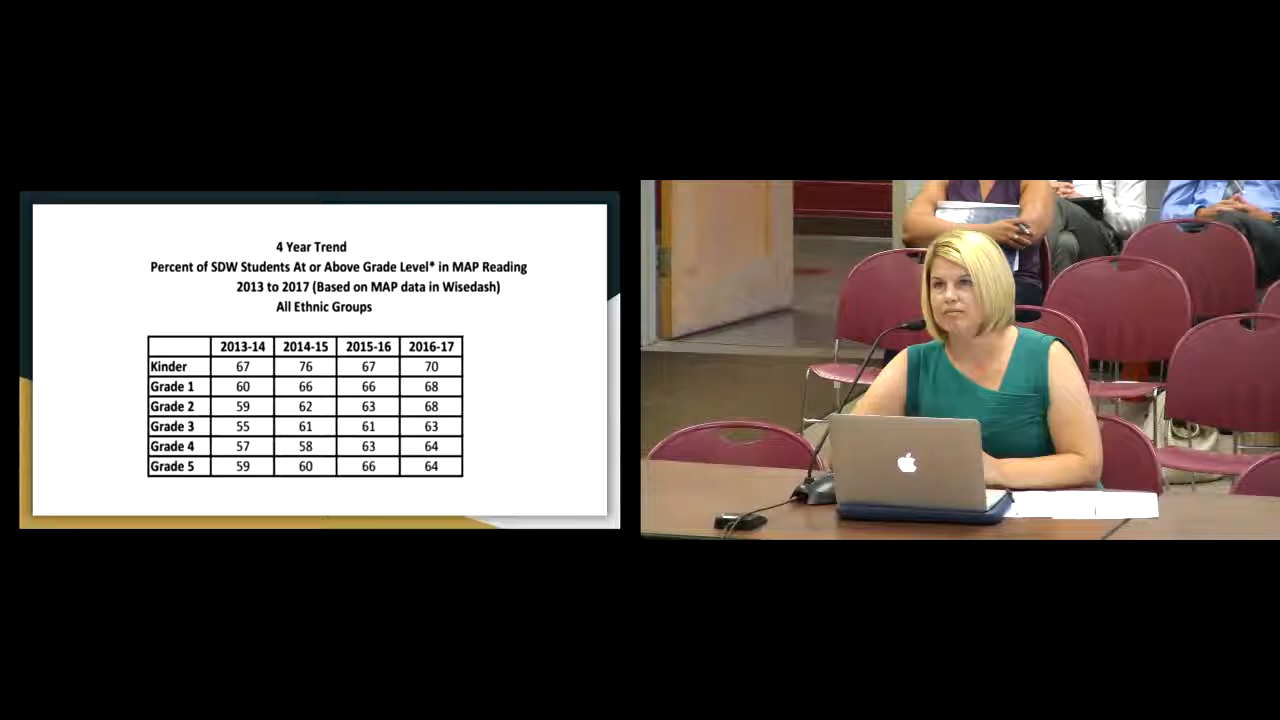 4 Year Trend
Percent of SDW Students At or Above Grade Level* in MAP Reading
2013 to 2017 (Based on MAP data in Wisedash)
All Ethnic Groups
2013-14 2014-15 2015-16 2016-17
Kinder 67 76 67 70
Grade 1 60 66 66 68
Grade 2 59 62 63 68
Grade 3 55 61 61 63
Grade 4 57 58 63 64
Grade 5 59 60 66 64